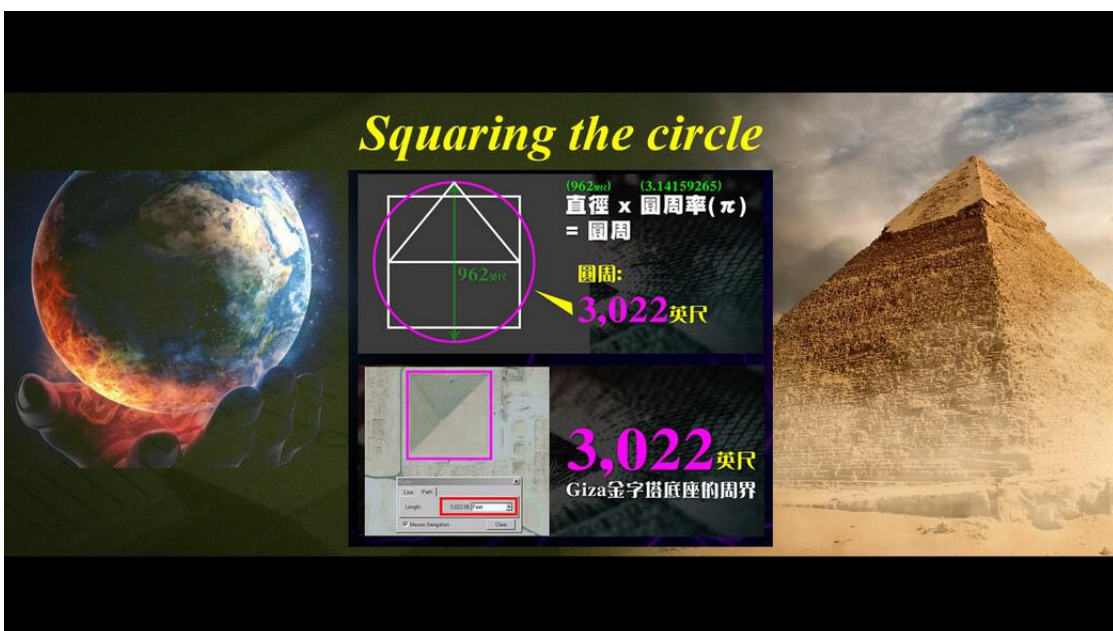 Squaring the circle
(962英尺) (3.14159265)
直徑 x 圓周率(π)
= 圓周
962英尺
圓周:
3,022英尺
3,022英尺
Giza金字塔底座的周界
Line Path
Length: Feet
Mouse Navigation Clear